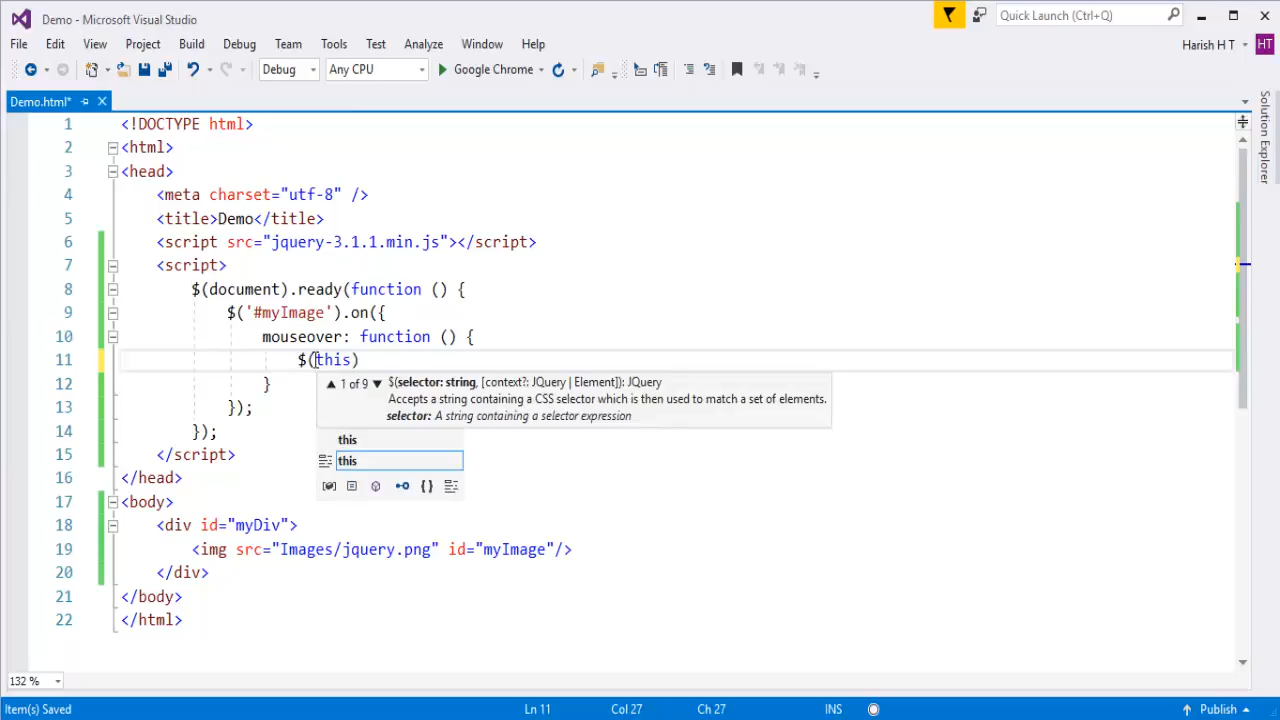 Demo - Microsoft Visual Studio
Quick Launch (Ctrl+Q)
File Edit View Project Build Debug Team Tools Test Analyze Window Help
Harish H T HT
Debug Any CPU Google Chrome
Demo.html*
Solution Explorer
1 <!DOCTYPE html>
2 <html>
3 <head>
4 <meta charset="utf-8" />
5 <title>Demo</title>
6 <script src="jquery-3.1.1.min.js"></script>
7 <script>
8 $(document).ready(function () {
9 $('#myImage').on({
10 mouseover: function () {
11 $(this)
12 }
13 });
14 });
15 </script>
16 </head>
17 <body>
18 <div id="myDiv">
19 <img src="Images/jquery.png" id="myImage"/>
20 </div>
21 </body>
22 </html>
▲ 1 of 9 ▼ $(selector: string, [context?: JQuery | Element]): JQuery
Accepts a string containing a CSS selector which is then used to match a set of elements.
selector: A string containing a selector expression
this
this
132 %
Item(s) Saved Ln 11 Col 27 Ch 27 INS Publish